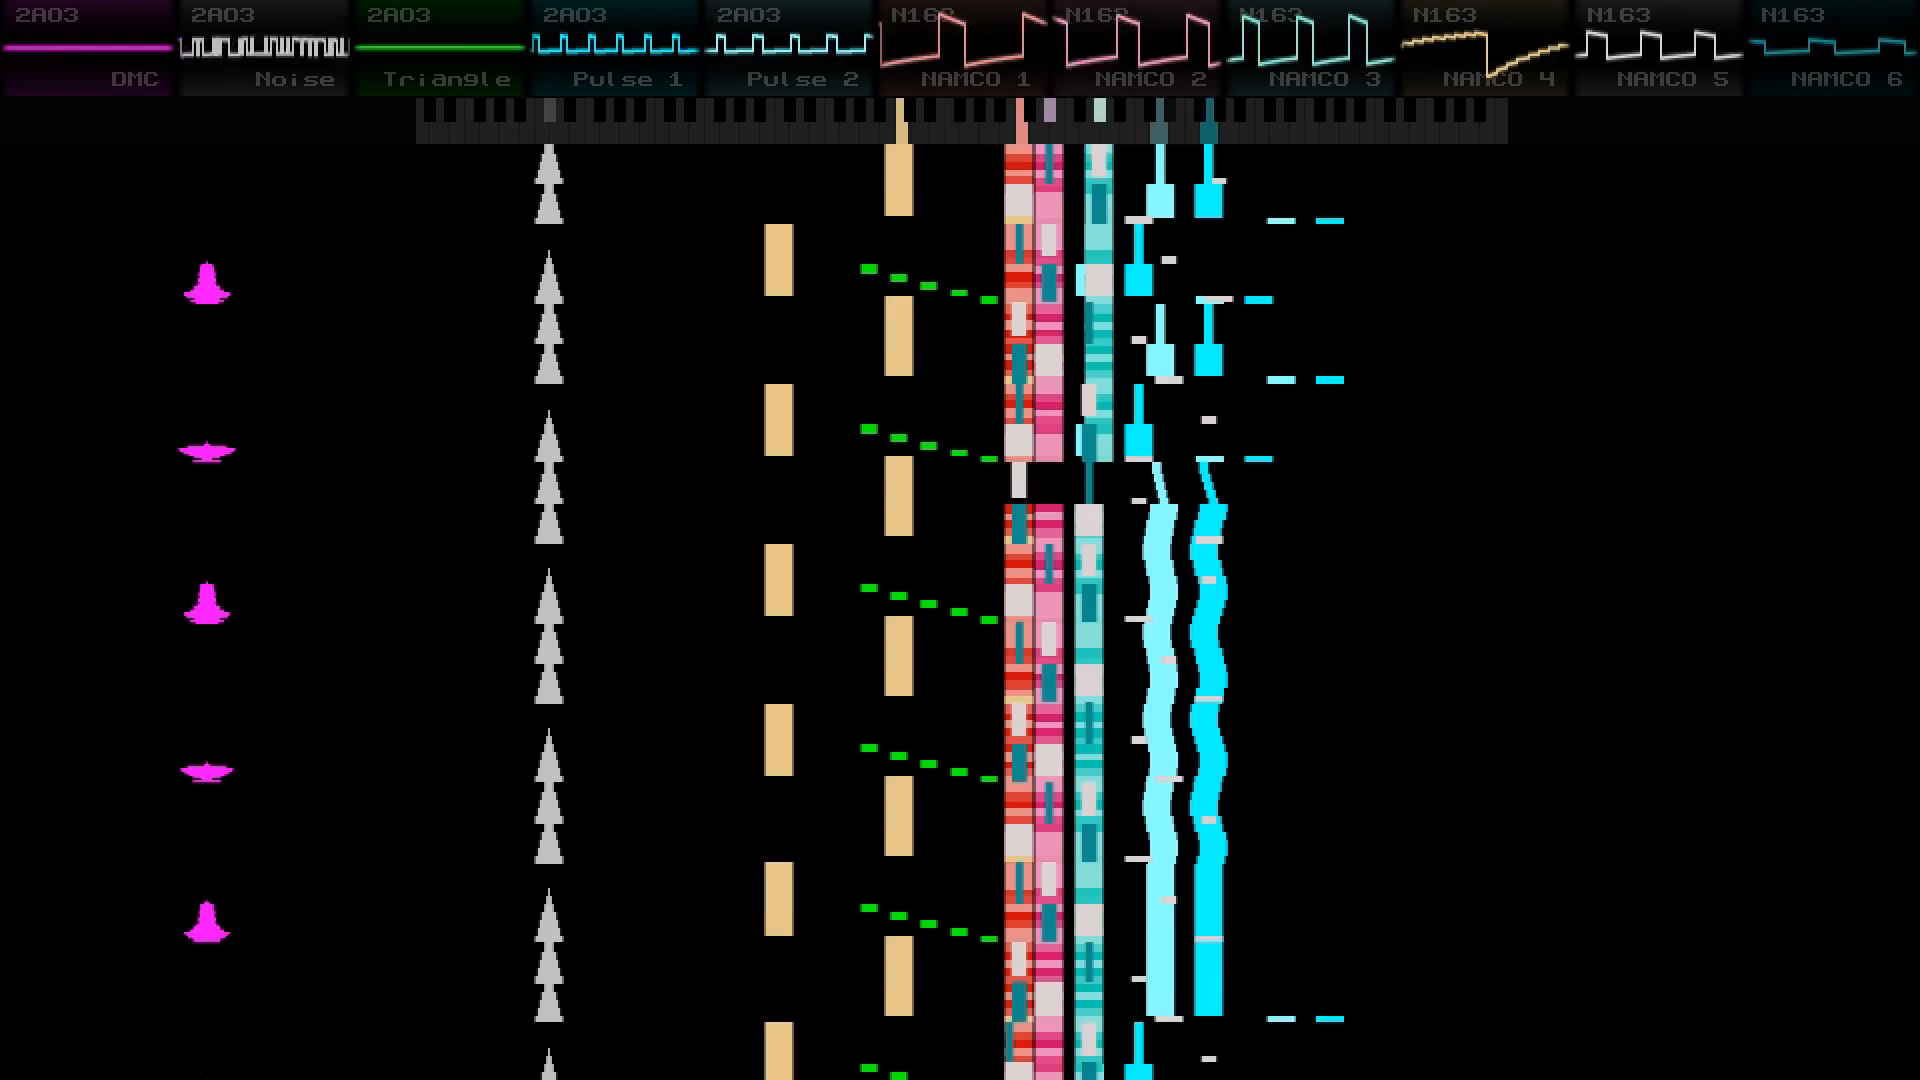 2A03 2A03 2A03 2A03 2A03 N163 N163 N163 N163 N163 N163
DMC Noise Triangle Pulse 1 Pulse 2 NAMCO 1 NAMCO 2 NAMCO 3 NAMCO 4 NAMCO 5 NAMCO 6